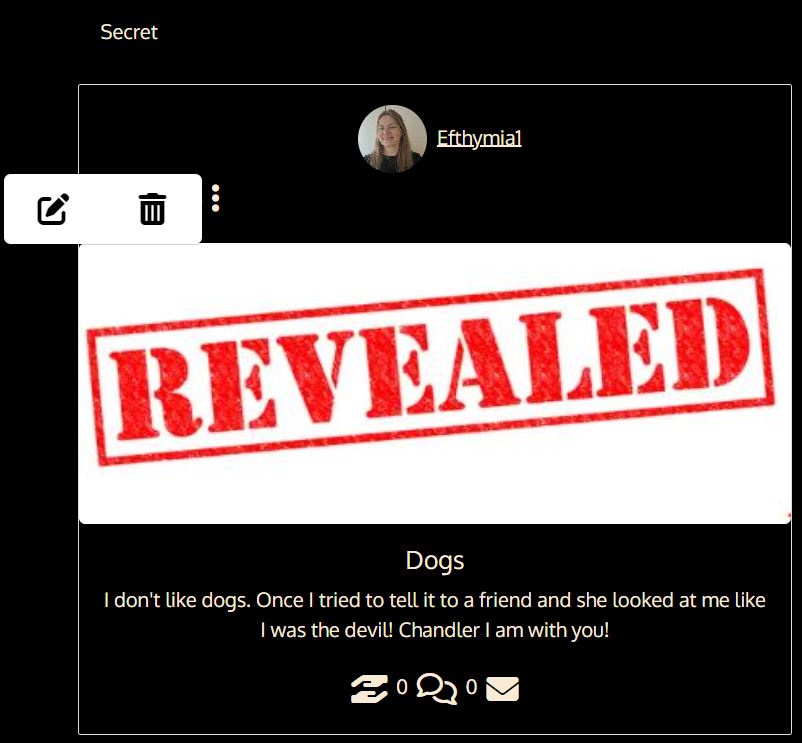 Secret
Efthymia1
REVEALED
Dogs
I don't like dogs. Once I tried to tell it to a friend and she looked at me like
I was the devil! Chandler I am with you!
0 0